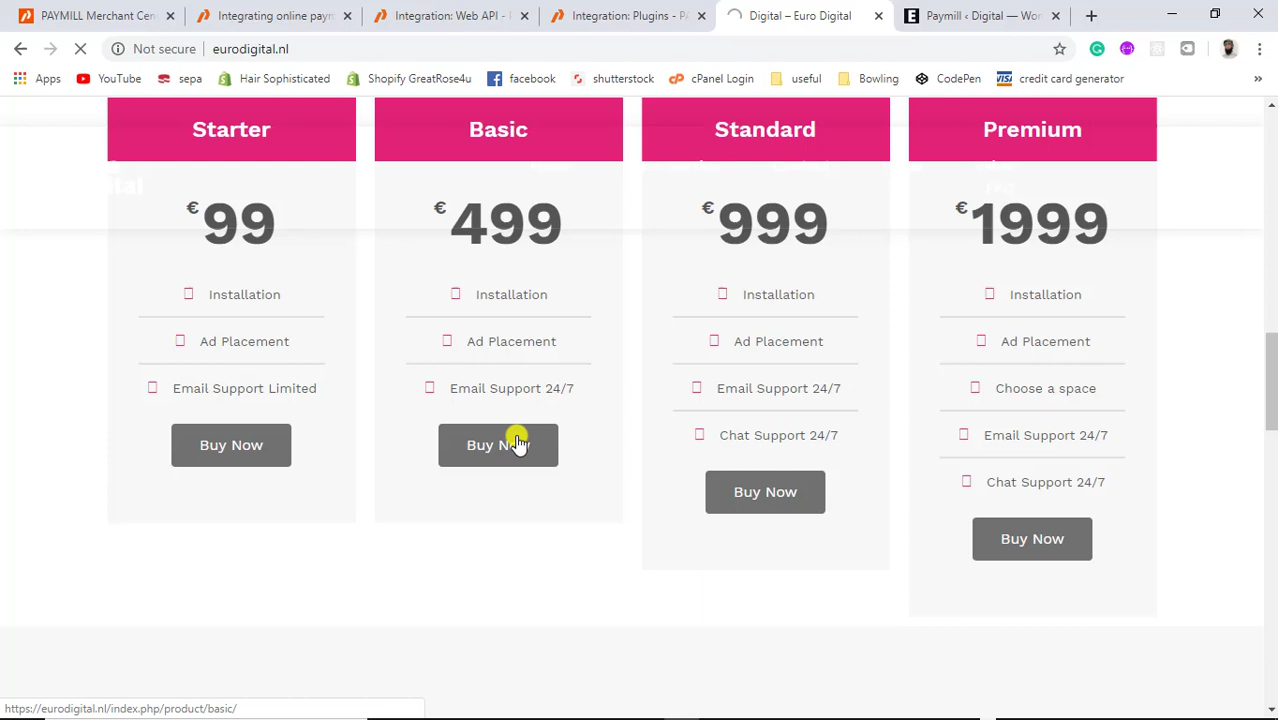 PAYMILL Merchant Cen
Integrating online paym
Integration: Web API - E
Integration: Plugins - PA
Digital – Euro Digital
Paymill ‹ Digital — Wor
Not secure
eurodigital.nl
Apps
YouTube
sepa
Hair Sophisticated
Shopify GreatRose4u
facebook
shutterstock
cPanel Login
useful
Bowling
CodePen
credit card generator
Starter
€99
Installation
Ad Placement
Email Support Limited
Buy Now
Basic
€499
Installation
Ad Placement
Email Support 24/7
Buy Now
Standard
€999
Installation
Ad Placement
Email Support 24/7
Chat Support 24/7
Buy Now
Premium
€1999
Installation
Ad Placement
Choose a space
Email Support 24/7
Chat Support 24/7
Buy Now
https://eurodigital.nl/index.php/product/basic/